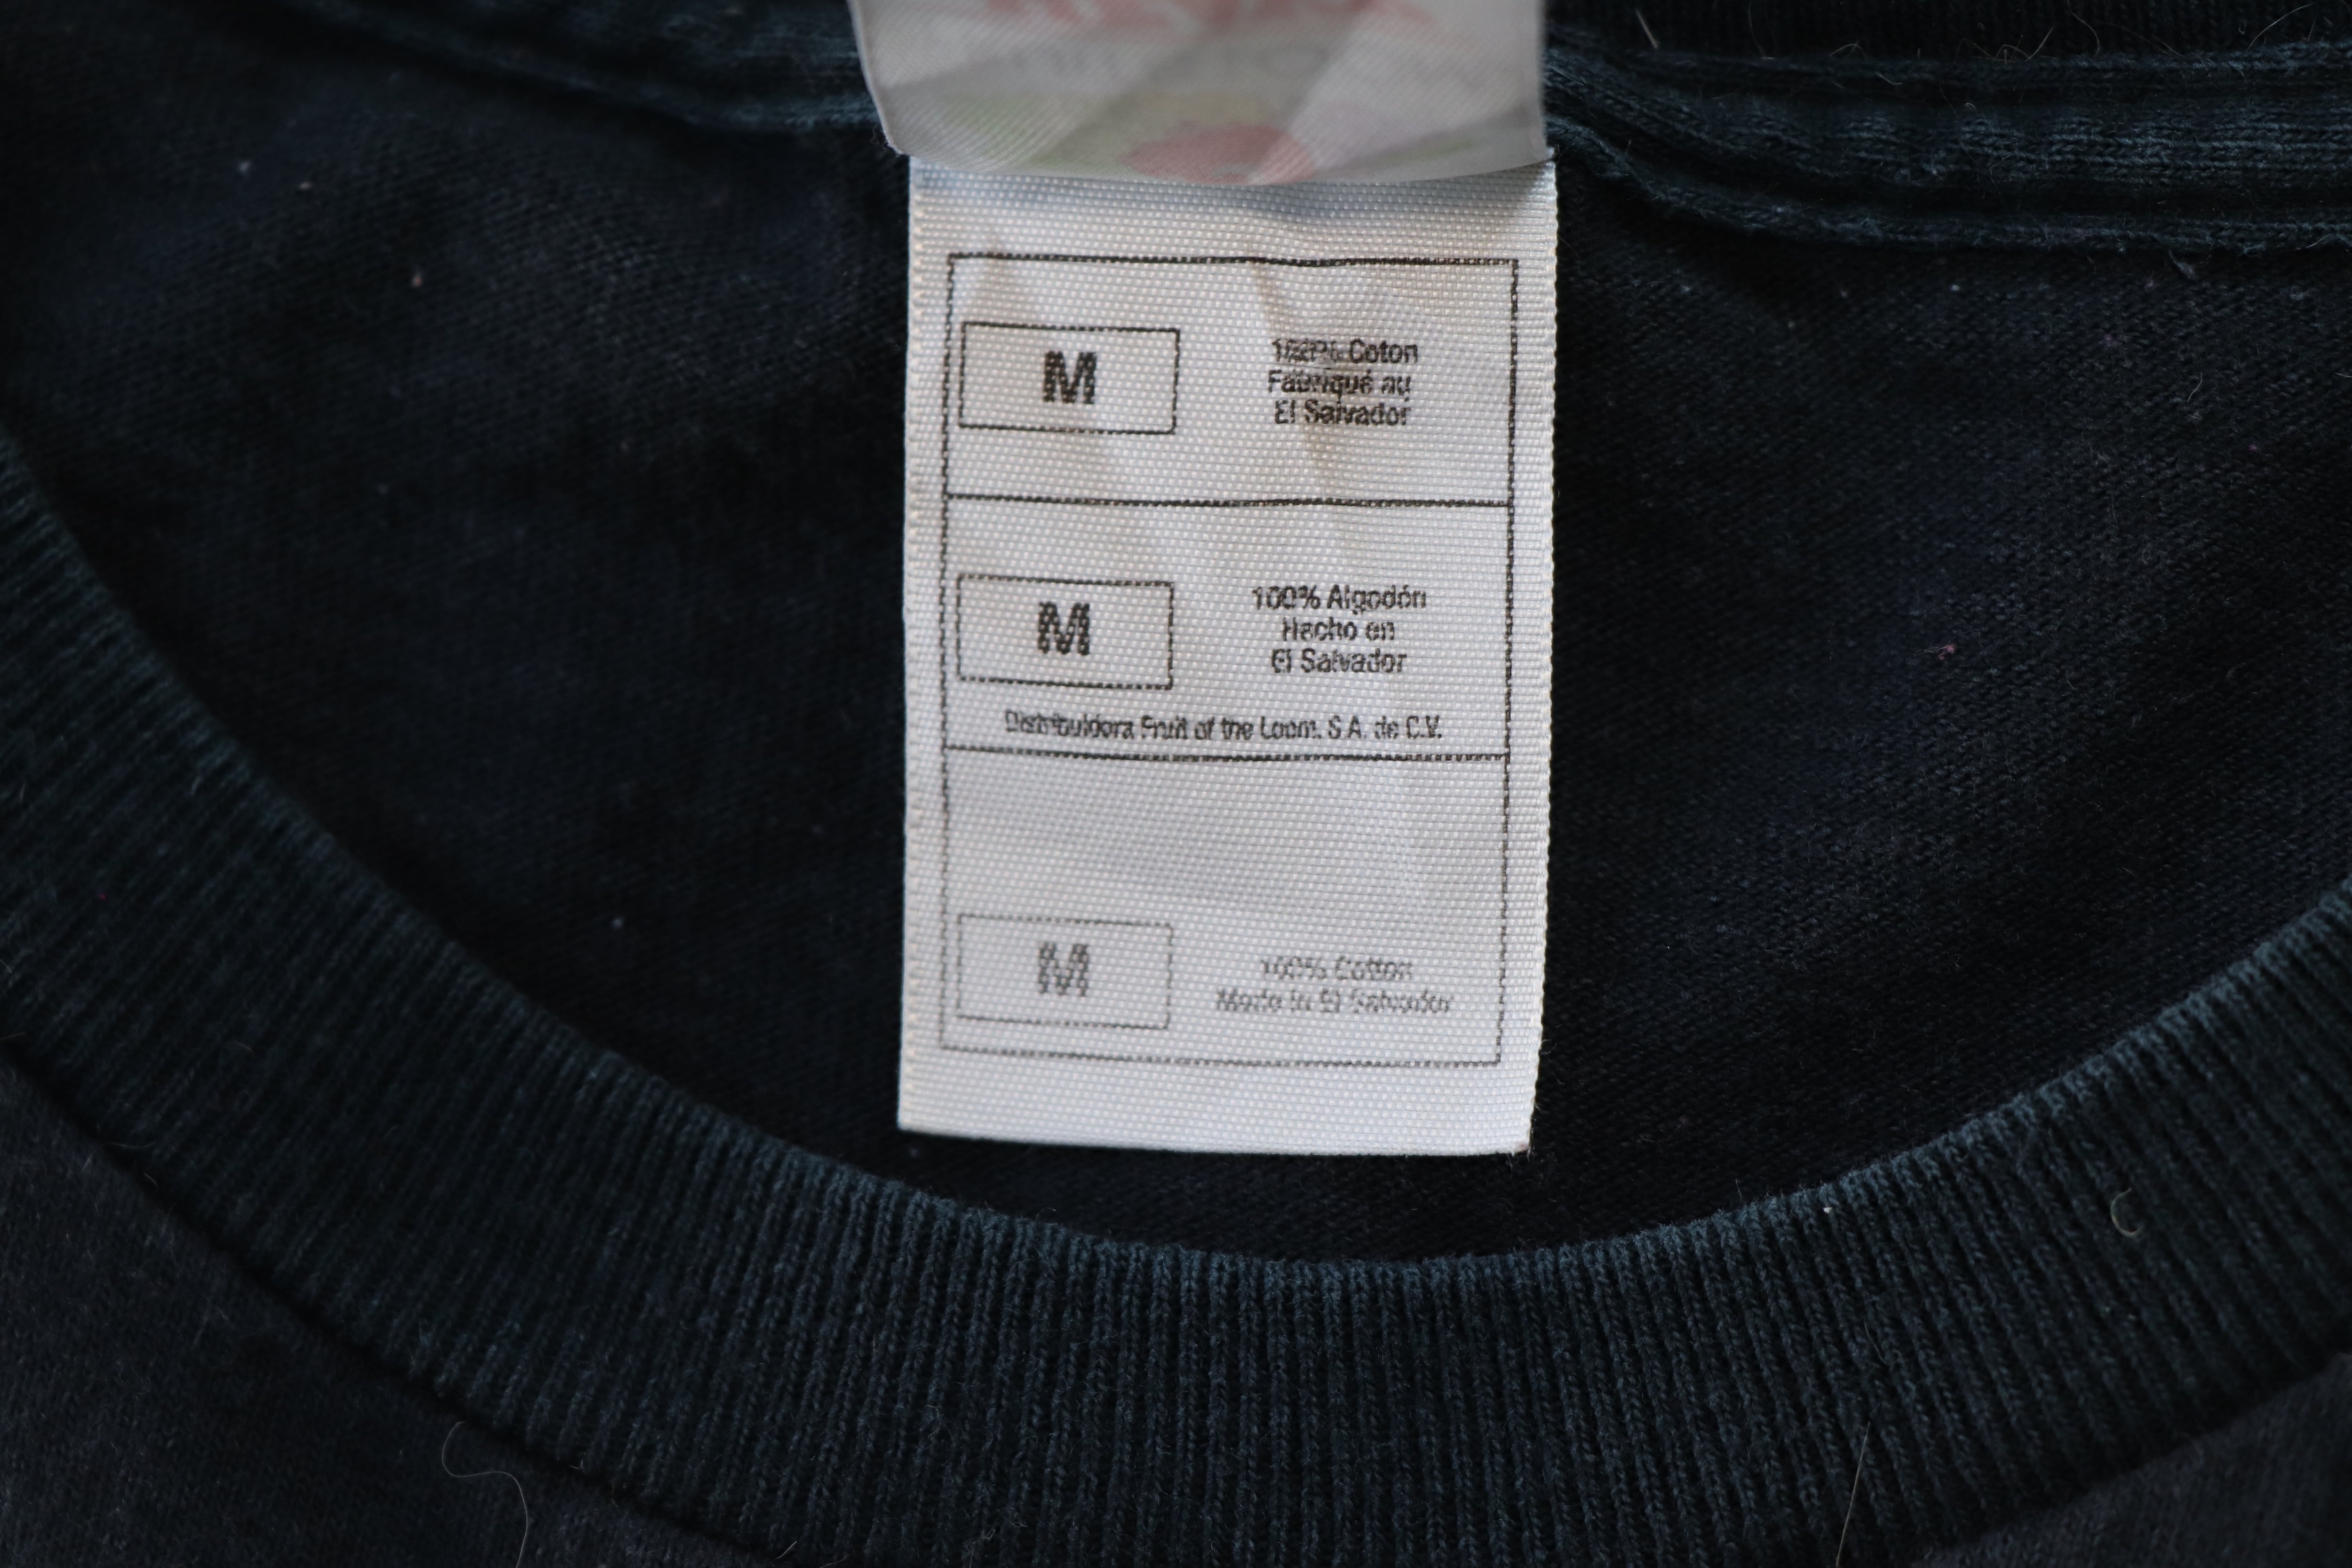 M
100% Coton
Fabriqué au
El Salvador
M
100% Algodón
Hecho en
El Salvador
Distribuidora Fruit of the Loom, S.A. de C.V.
M
100% Cotton
Made in El Salvador